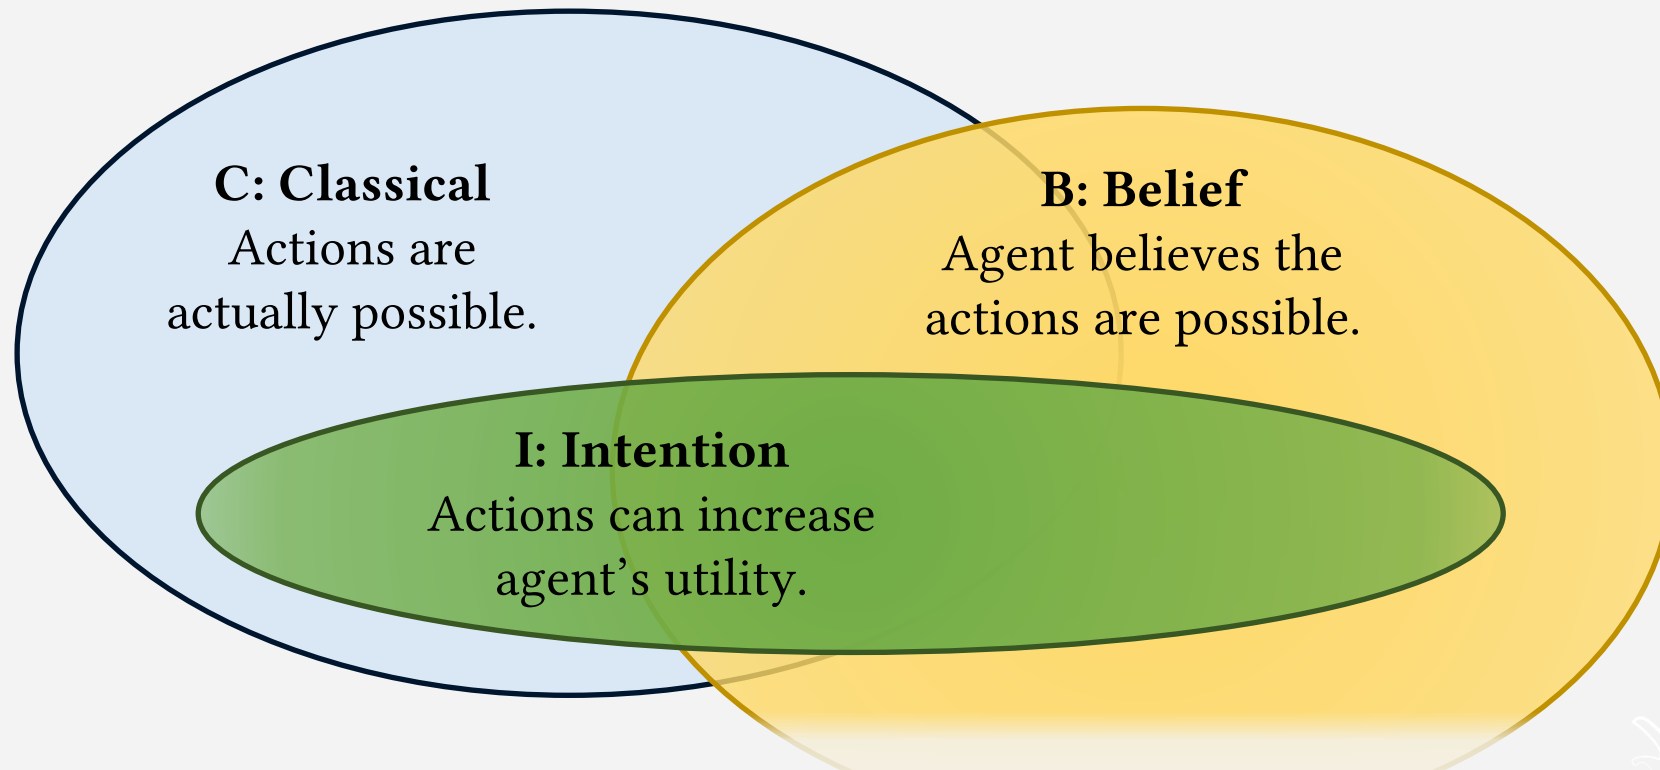 C: Classical
Actions are
actually possible.
B: Belief
Agent believes the
actions are possible.
I: Intention
Actions can increase
agent’s utility.